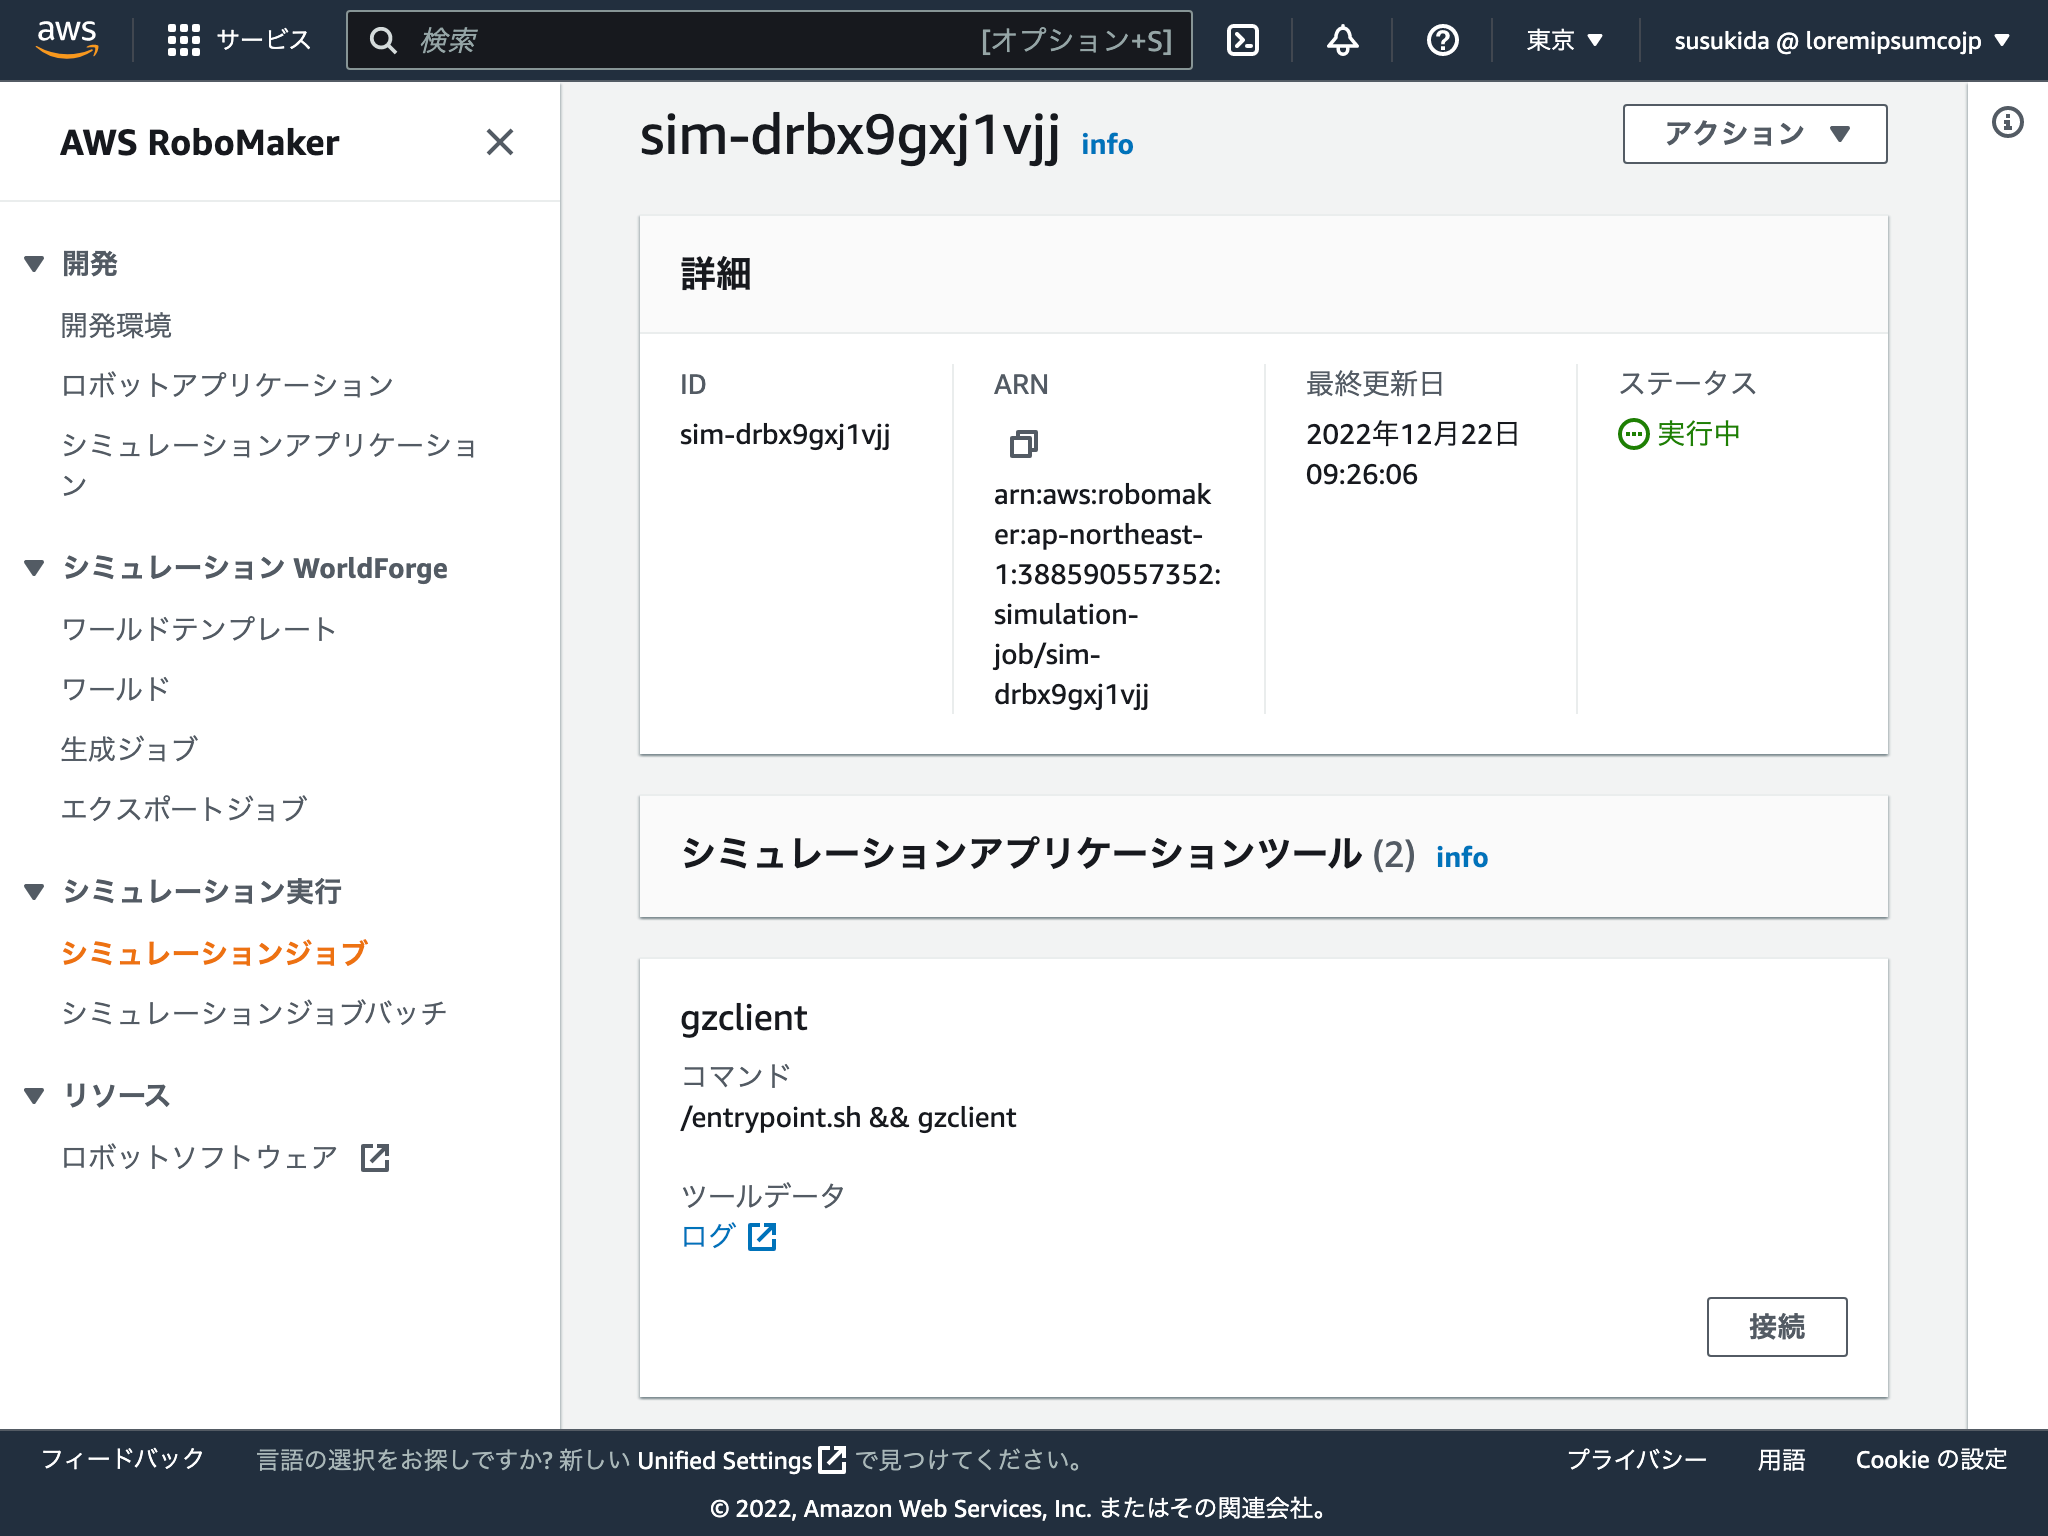 aws
サービス
検索
[オプション+S]
東京 ▼
susukida @ loremipsumcojp ▼
AWS RoboMaker
開発
開発環境
ロボットアプリケーション
シミュレーションアプリケーショ
ン
シミュレーション WorldForge
ワールドテンプレート
ワールド
生成ジョブ
エクスポートジョブ
シミュレーション実行
シミュレーションジョブ
シミュレーションジョブバッチ
リソース
ロボットソフトウェア
sim-drbx9gxj1vjj info
アクション ▼
詳細
ID
sim-drbx9gxj1vjj
ARN
arn:aws:robomak
er:ap-northeast-
1:388590557352:
simulation-
job/sim-
drbx9gxj1vjj
最終更新日
2022年12月22日
09:26:06
ステータス
実行中
シミュレーションアプリケーションツール (2) info
gzclient
コマンド
/entrypoint.sh && gzclient
ツールデータ
ログ
接続
フィードバック
言語の選択をお探しですか? 新しい Unified Settings で見つけてください。
プライバシー
用語
Cookie の設定
© 2022, Amazon Web Services, Inc. またはその関連会社。